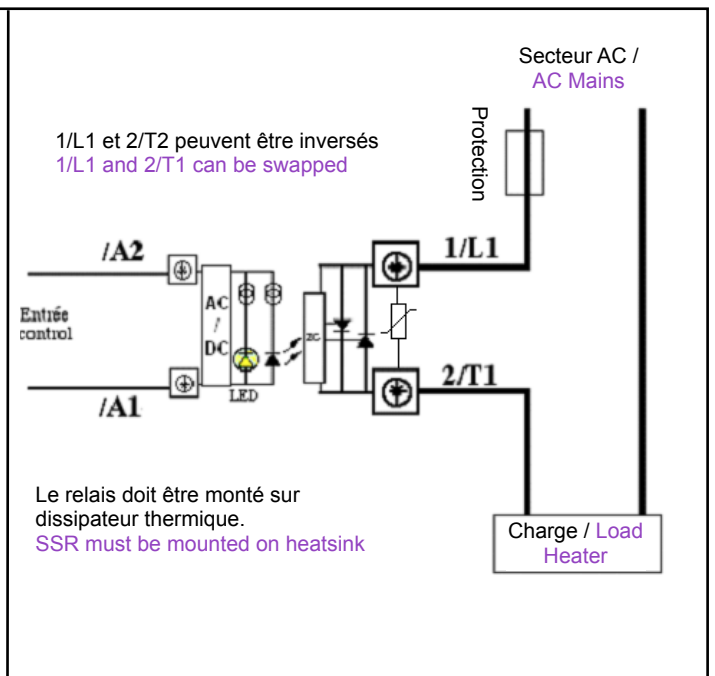 Secteur AC /
AC Mains
1/L1 et 2/T2 peuvent être inversés
1/L1 and 2/T1 can be swapped
Protection
/A2
1/L1
Entrée
control
AC
/
DC
ZC
LED
/A1
2/T1
Le relais doit être monté sur
dissipateur thermique.
SSR must be mounted on heatsink
Charge / Load
Heater